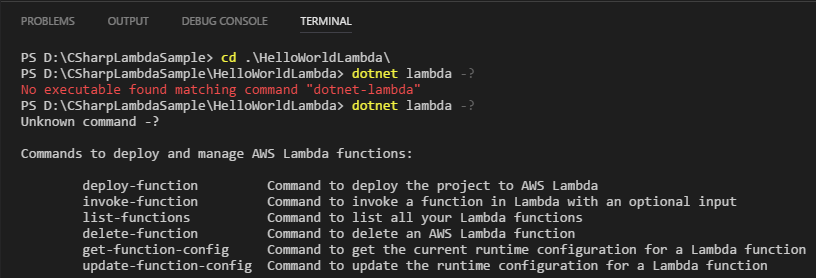 PROBLEMS OUTPUT DEBUG CONSOLE TERMINAL
PS D:\CSharpLambdaSample> cd .\HelloWorldLambda\
PS D:\CSharpLambdaSample\HelloWorldLambda> dotnet lambda -?
No executable found matching command "dotnet-lambda"
PS D:\CSharpLambdaSample\HelloWorldLambda> dotnet lambda -?
Unknown command -?
Commands to deploy and manage AWS Lambda functions:
deploy-function Command to deploy the project to AWS Lambda
invoke-function Command to invoke a function in Lambda with an optional input
list-functions Command to list all your Lambda functions
delete-function Command to delete an AWS Lambda function
get-function-config Command to get the current runtime configuration for a Lambda function
update-function-config Command to update the runtime configuration for a Lambda function